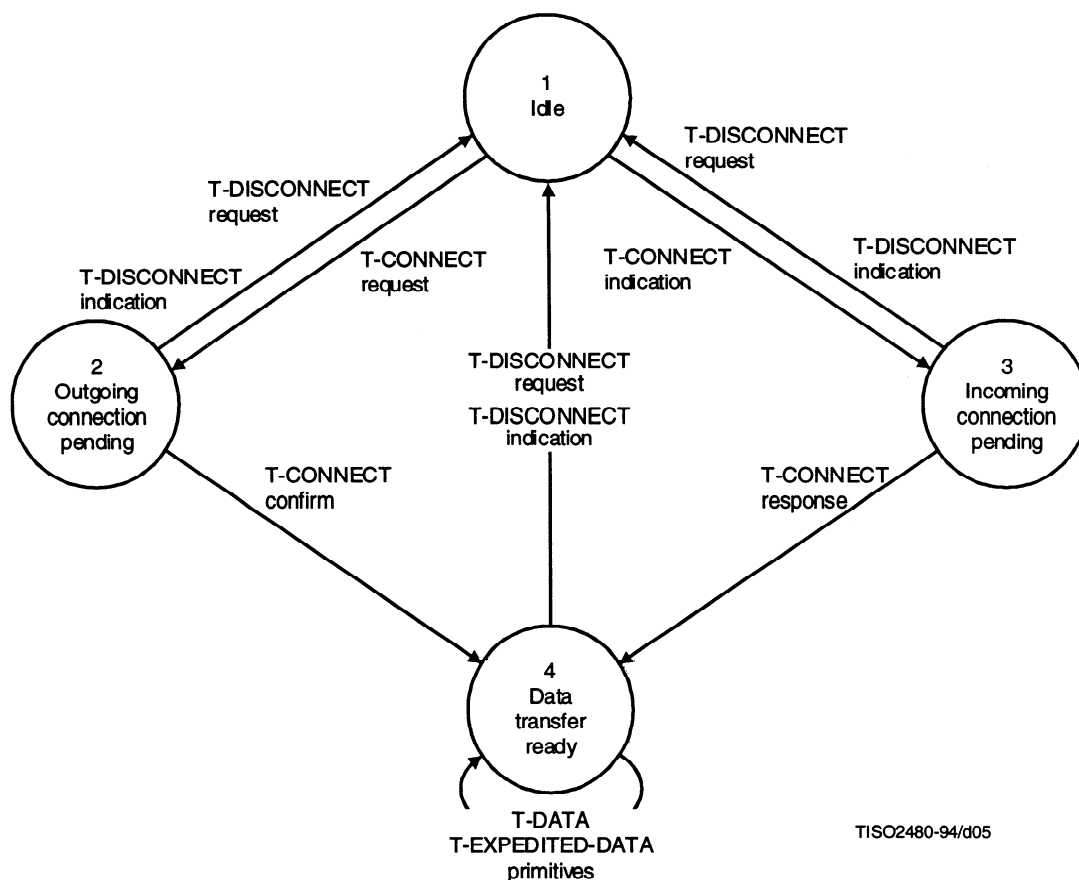 1
Idle
T-DISCONNECT
request
T-DISCONNECT
request
T-DISCONNECT
indication
T-CONNECT
request
T-CONNECT
indication
T-DISCONNECT
indication
2
Outgoing
connection
pending
T-DISCONNECT
request
T-DISCONNECT
indication
3
Incoming
connection
pending
T-CONNECT
confirm
T-CONNECT
response
4
Data
transfer
ready
T-DATA
T-EXPEDITED-DATA
primitives
TISO2480-94/d05